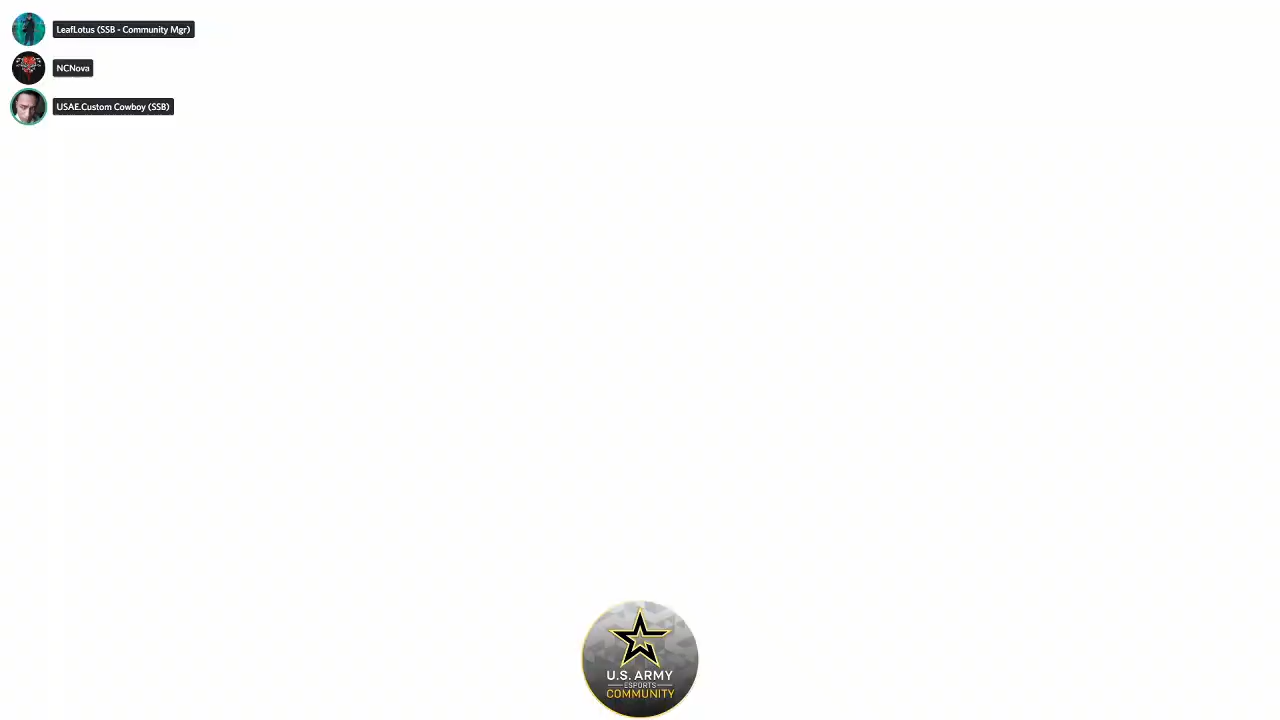 LeafLotus (SSB - Community Mgr)
NCNova
USAE.Custom Cowboy (SSB)
U.S. ARMY
ESPORTS
COMMUNITY